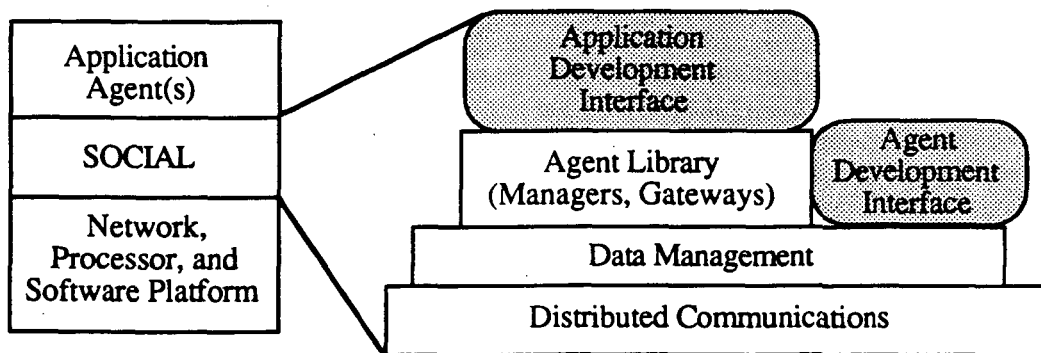 Application
Agent(s)
SOCIAL
Network,
Processor, and
Software Platform
Application
Development
Interface
Agent Library
(Managers, Gateways)
Agent
Development
Interface
Data Management
Distributed Communications